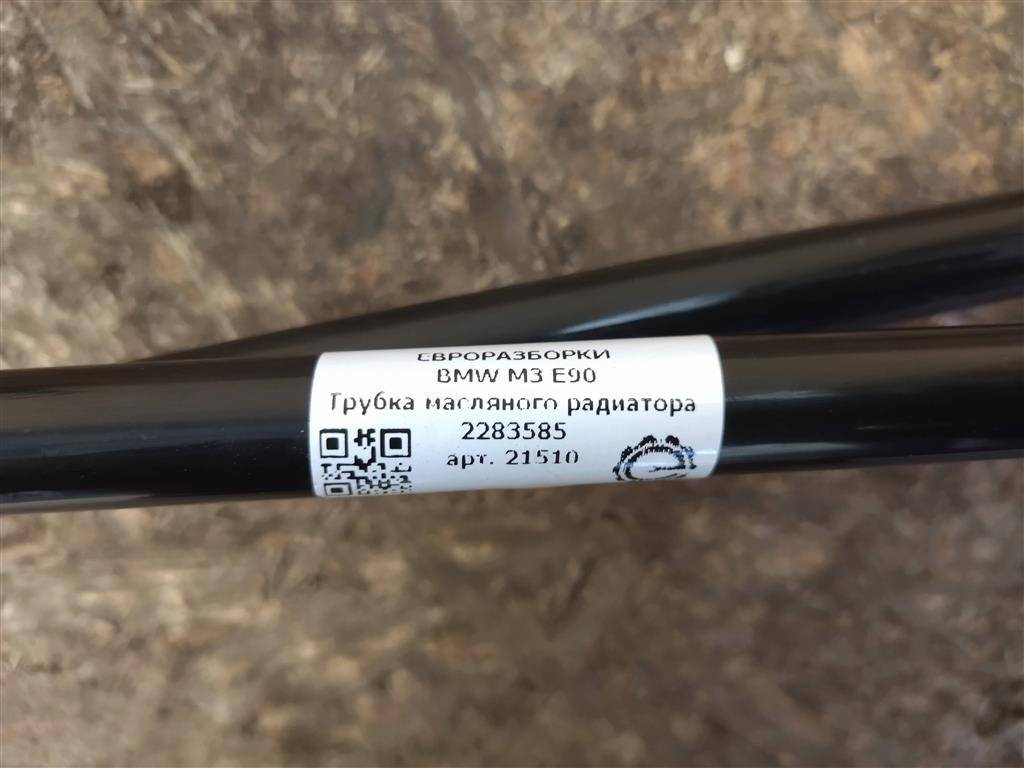 ЕВРОРАЗБОРКИ
BMW M3 E90
Трубка масляного радиатора
2283585
арт. 21510